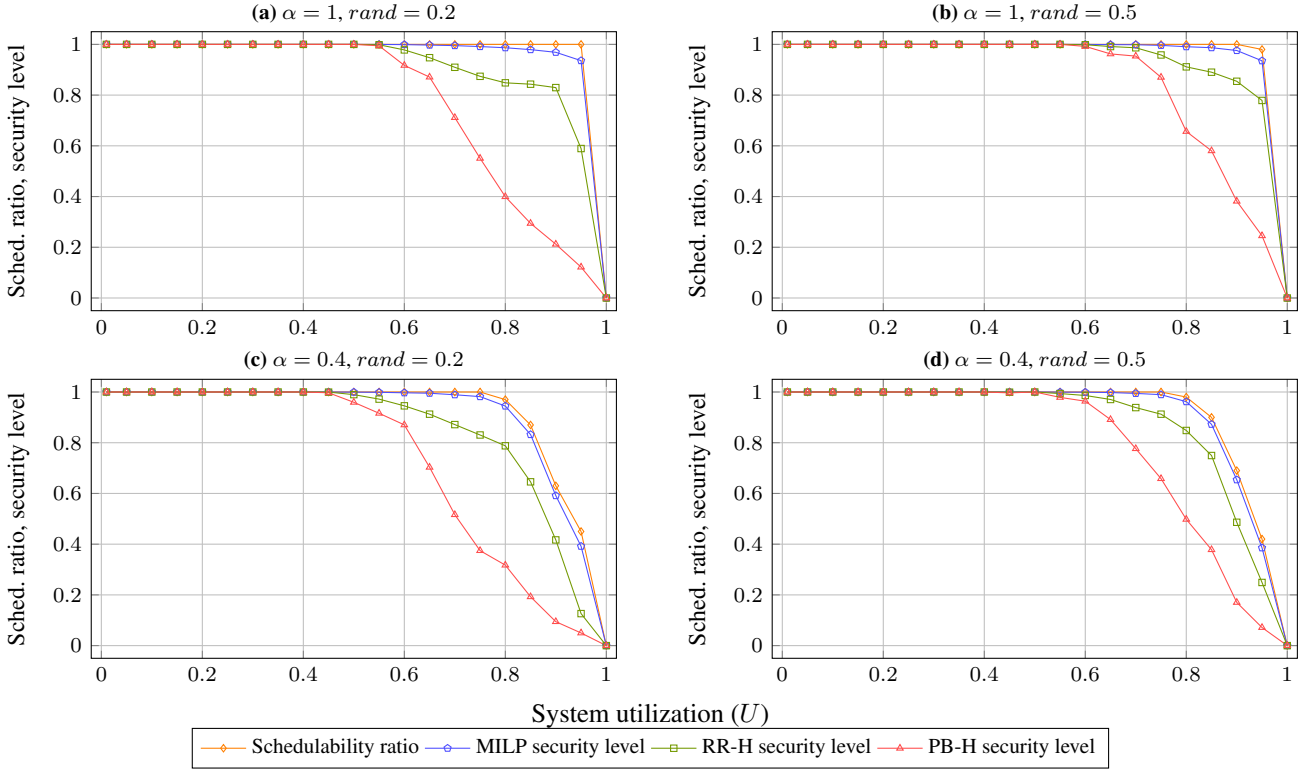 (a) α = 1, rand = 0.2
(b) α = 1, rand = 0.5
Sched. ratio, security level
1
0.8
0.6
0.4
0.2
0
0 0.2 0.4 0.6 0.8 1
Sched. ratio, security level
1
0.8
0.6
0.4
0.2
0
0 0.2 0.4 0.6 0.8 1
(c) α = 0.4, rand = 0.2
(d) α = 0.4, rand = 0.5
Sched. ratio, security level
1
0.8
0.6
0.4
0.2
0
0 0.2 0.4 0.6 0.8 1
Sched. ratio, security level
1
0.8
0.6
0.4
0.2
0
0 0.2 0.4 0.6 0.8 1
System utilization (U)
Schedulability ratio MILP security level RR-H security level PB-H security level